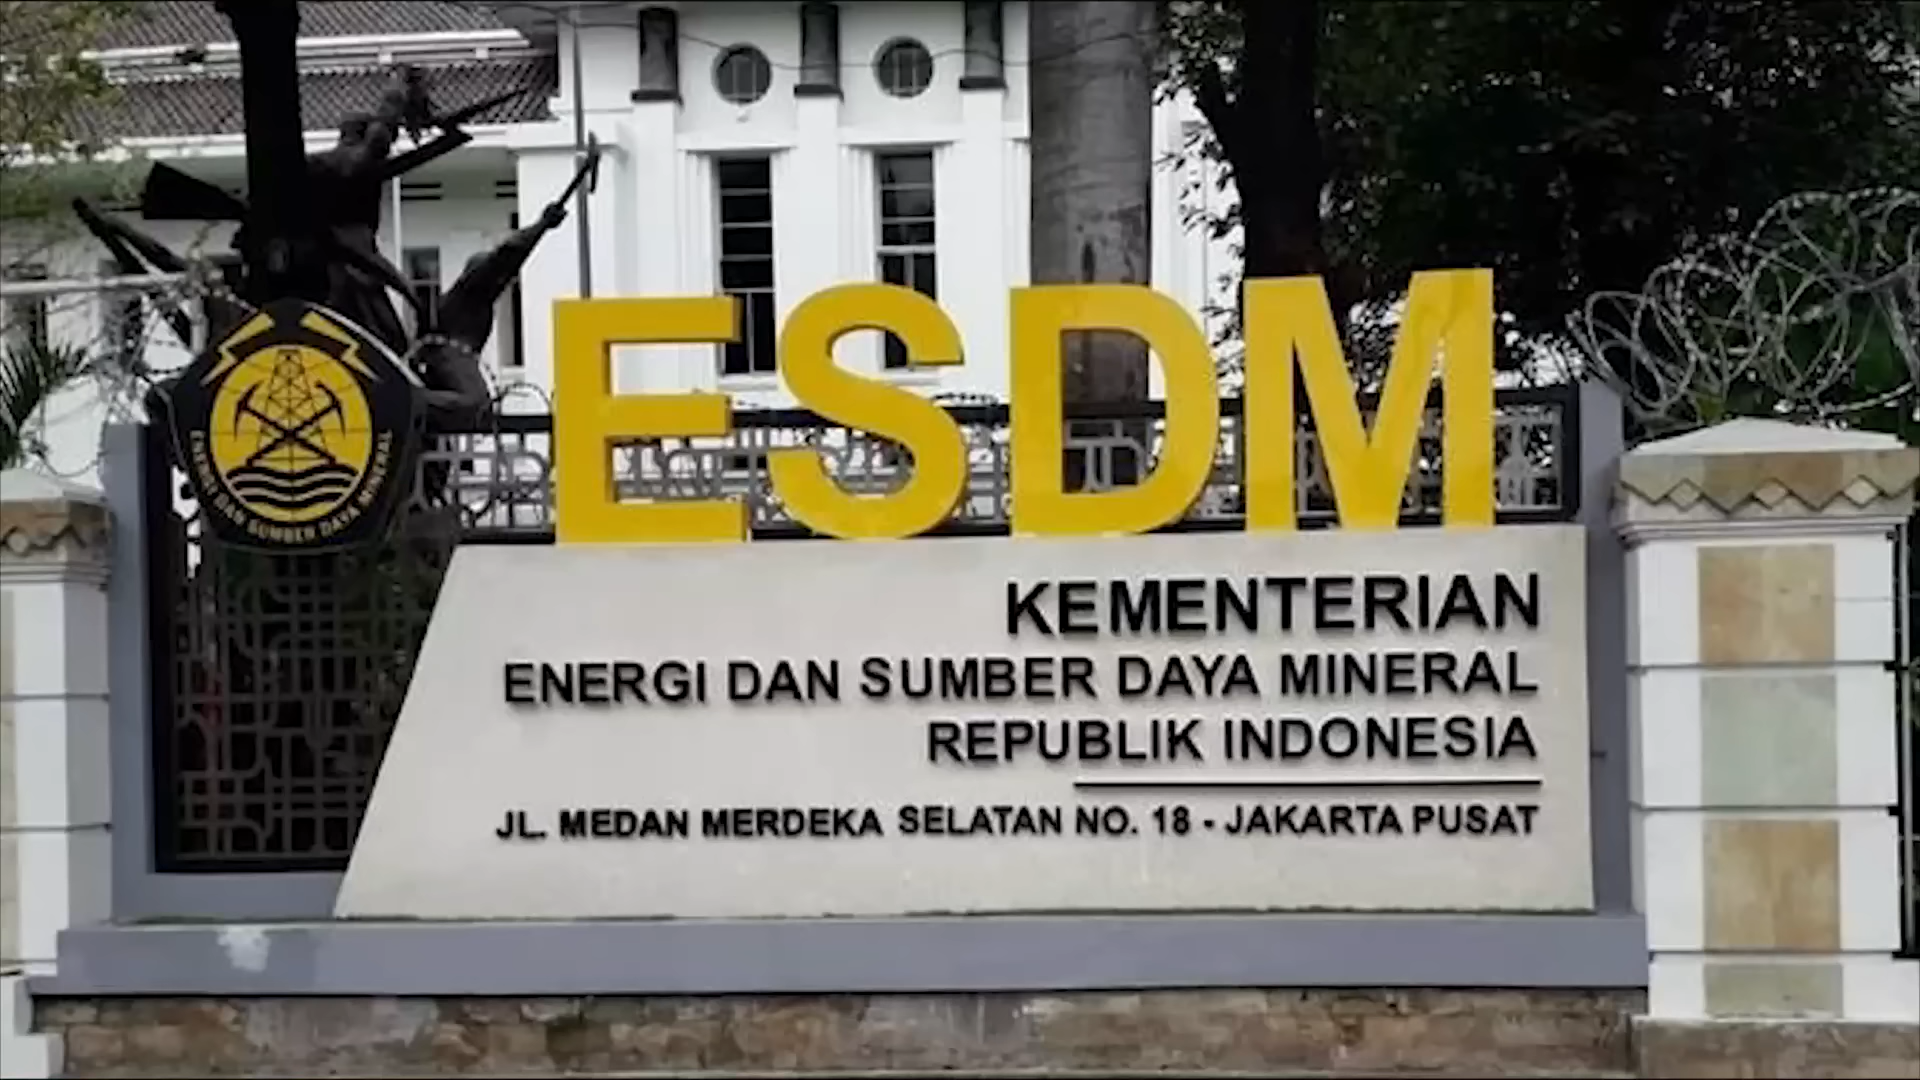 ESDM
ENERGI DAN SUMBER DAYA MINERAL
KEMENTERIAN
ENERGI DAN SUMBER DAYA MINERAL
REPUBLIK INDONESIA
JL. MEDAN MERDEKA SELATAN NO. 18 - JAKARTA PUSAT